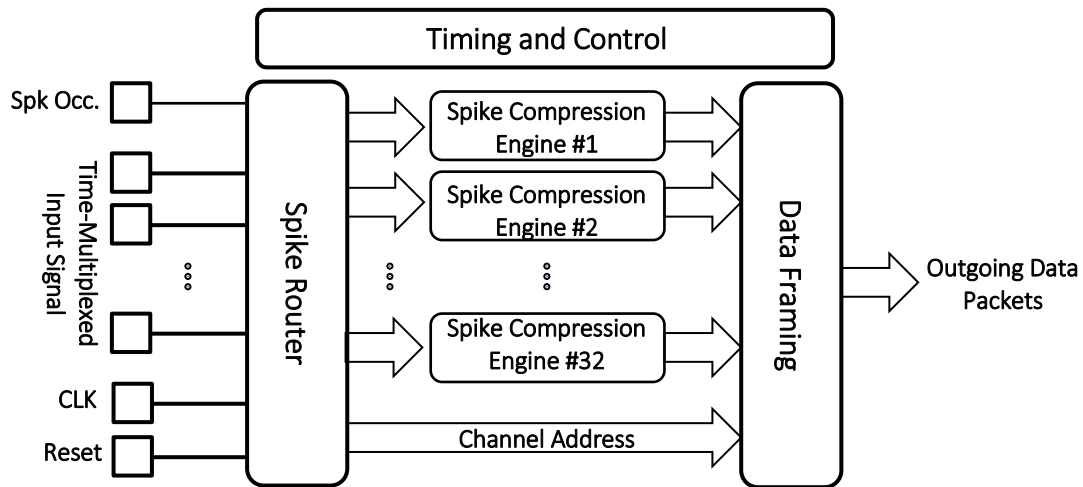 Timing and Control
Spk Occ.
Time-Multiplexed
Input Signal
CLK
Reset
Spike Router
Spike Compression
Engine #1
Spike Compression
Engine #2
Spike Compression
Engine #32
Channel Address
Data Framing
Outgoing Data
Packets